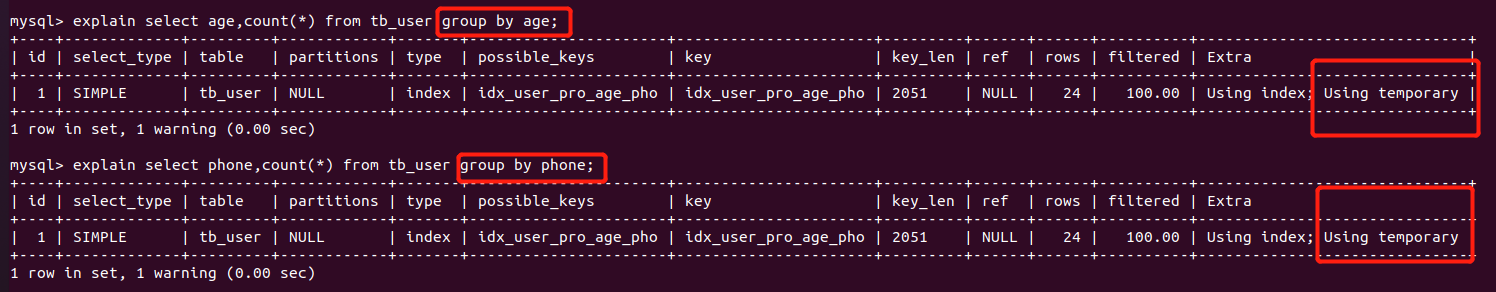 mysql> explain select age,count(*) from tb_user group by age;
+----+-------------+---------+------------+-------+----------------------+----------------------+---------+------+------+----------+------------------------------+
| id | select_type | table | partitions | type | possible_keys | key | key_len | ref | rows | filtered | Extra |
+----+-------------+---------+------------+-------+----------------------+----------------------+---------+------+------+----------+------------------------------+
| 1 | SIMPLE | tb_user | NULL | index | idx_user_pro_age_pho | idx_user_pro_age_pho | 2051 | NULL | 24 | 100.00 | Using index; Using temporary |
+----+-------------+---------+------------+-------+----------------------+----------------------+---------+------+------+----------+------------------------------+
1 row in set, 1 warning (0.00 sec)
mysql> explain select phone,count(*) from tb_user group by phone;
+----+-------------+---------+------------+-------+----------------------+----------------------+---------+------+------+----------+------------------------------+
| id | select_type | table | partitions | type | possible_keys | key | key_len | ref | rows | filtered | Extra
+----+-------------+---------+------------+-------+----------------------+----------------------+---------+------+------+----------+------------------------------+
| 1 | SIMPLE | tb_user | NULL | index | idx_user_pro_age_pho | idx_user_pro_age_pho | 2051 | NULL | 24 | 100.00 | Using index; Using temporary
+----+-------------+---------+------------+-------+----------------------+----------------------+---------+------+------+----------+------------------------------+
1 row in set, 1 warning (0.00 sec)